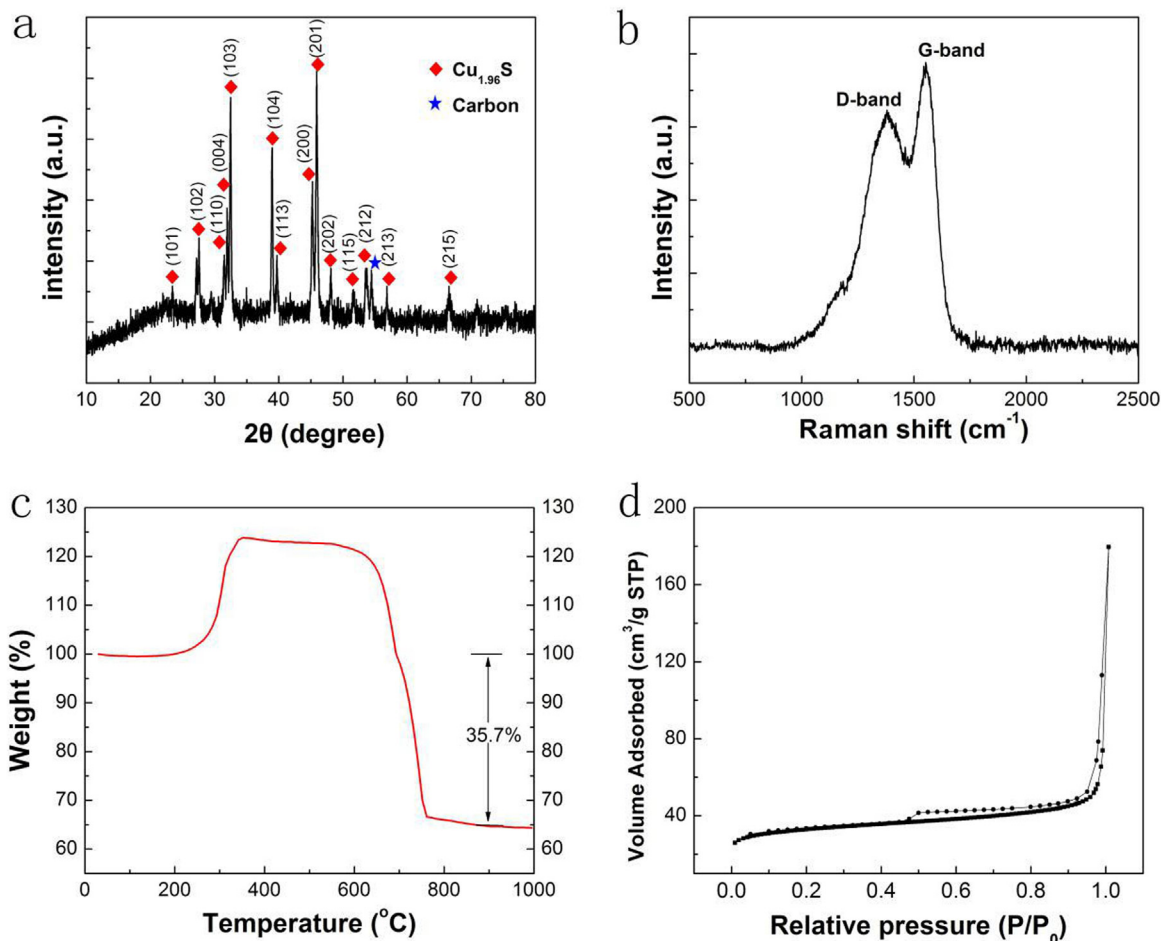 a
intensity (a.u.)
2θ (degree)
10 20 30 40 50 60 70 80
(101)
(102)
(110)
(004)
(103)
(104)
(113)
(200)
(201)
(202)
(115)
(212)
(213)
(215)
Cu1.96S
Carbon
b
Intensity (a.u.)
D-band
G-band
500 1000 1500 2000 2500
Raman shift (cm-1)
c
Weight (%)
130
120
110
100
90
80
70
60
130
120
110
100
90
80
70
60
35.7%
0 200 400 600 800 1000
Temperature (oC)
d
Volume Adsorbed (cm3/g STP)
200
160
120
80
40
0
0.0 0.2 0.4 0.6 0.8 1.0
Relative pressure (P/P0)